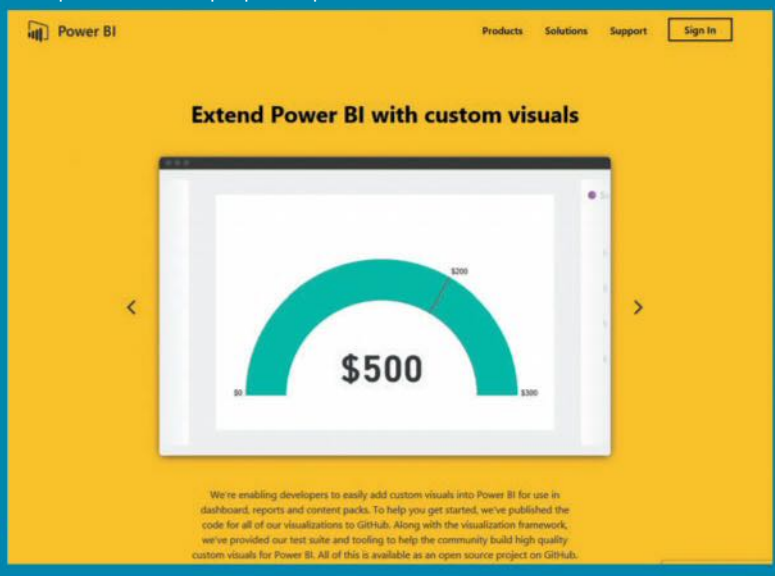 Power BI
Products Solutions Support Sign In
Extend Power BI with custom visuals
$200
$500
$0
$300
We're enabling developers to easily add custom visuals into Power BI for use in
dashboard, reports and content packs. To help you get started, we've published the
code for all of our visualizations to GitHub. Along with the visualization framework,
we've provided our test suite and tooling to help the community build high quality
custom visuals for Power BI. All of this is available as an open source project on GitHub.